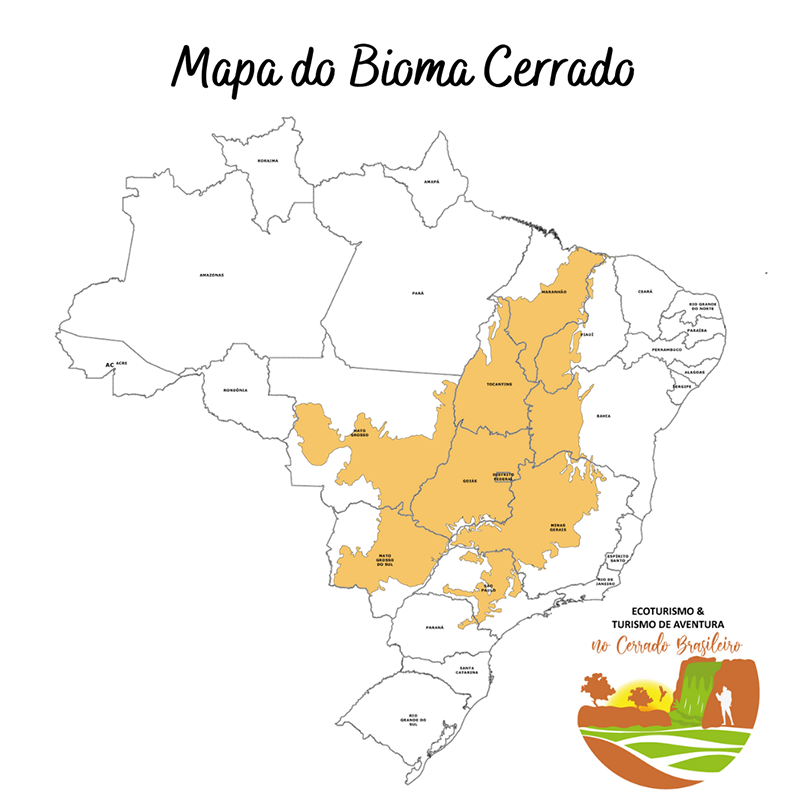 Mapa do Bioma Cerrado
RORAIMA
AMAPÁ
AMAZONAS
PARÁ
MARANHÃO
CEARÁ
RIO GRANDE
DO NORTE
PARAÍBA
PIAUÍ
PERNAMBUCO
ALAGOAS
SERGIPE
AC ACRE
RONDÔNIA
TOCANTINS
BAHIA
MATO
GROSSO
GOIÁS
DISTRITO
FEDERAL
MINAS
GERAIS
MATO
GROSSO
DO SUL
ESPÍRITO
SANTO
RIO DE
JANEIRO
SÃO
PAULO
PARANÁ
SANTA
CATARINA
RIO
GRANDE DO
SUL
ECOTURISMO &
TURISMO DE AVENTURA
no Cerrado Brasileiro